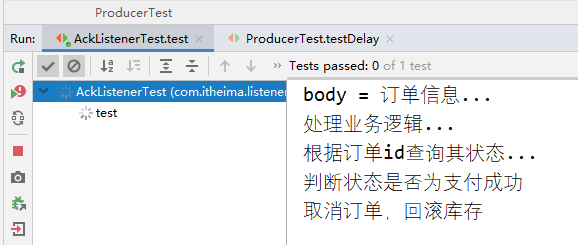 ProducerTest
Run: AckListenerTest.test × ProducerTest.testDelay ×
» Tests passed: 0 of 1 test
AckListenerTest (com.itheima.listener
test
body = 订单信息...
处理业务逻辑...
根据订单id查询其状态...
判断状态是否为支付成功
取消订单，回滚库存